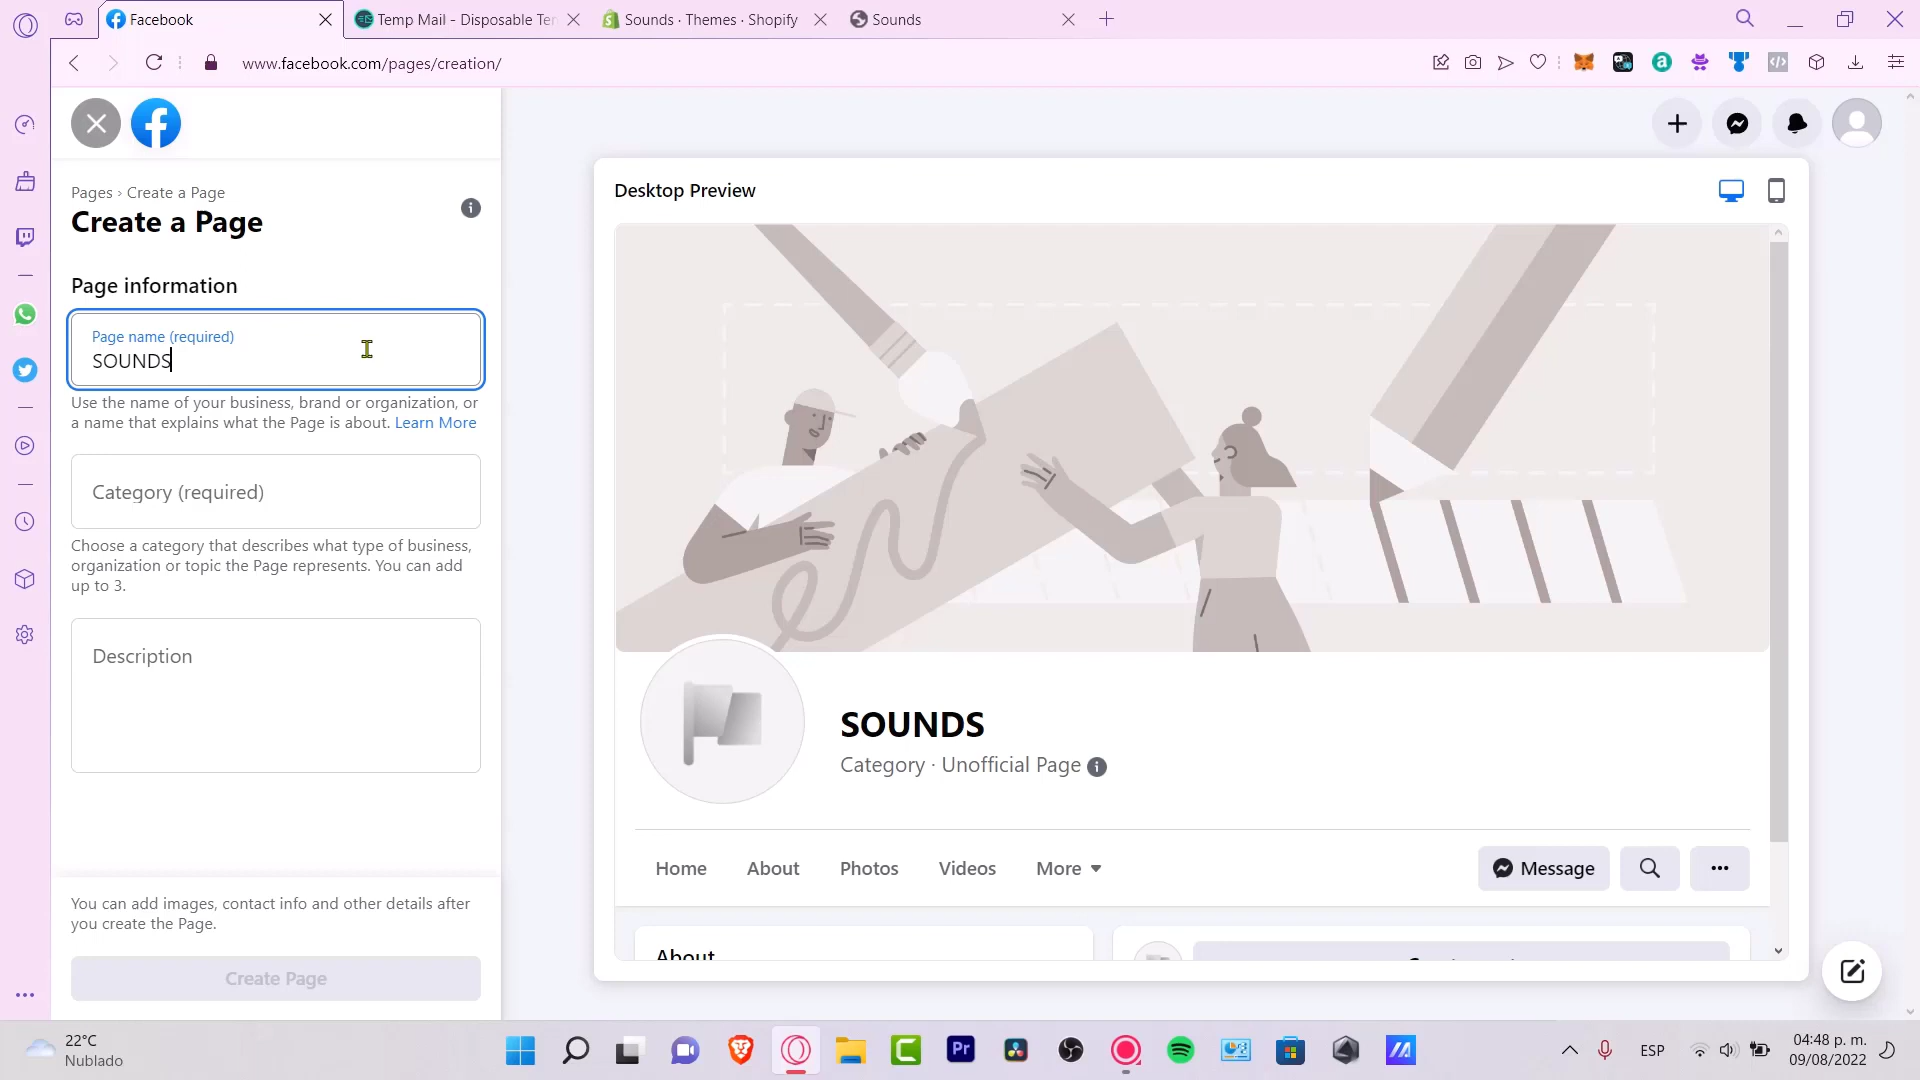 Facebook
Temp Mail - Disposable Ten
Sounds · Themes · Shopify
Sounds
www.facebook.com/pages/creation/
Pages › Create a Page
Create a Page
Page information
Page name (required)
SOUNDS
Use the name of your business, brand or organization, or
a name that explains what the Page is about. Learn More
Category (required)
Choose a category that describes what type of business,
organization or topic the Page represents. You can add
up to 3.
Description
You can add images, contact info and other details after
you create the Page.
Create Page
Desktop Preview
SOUNDS
Category · Unofficial Page
Home
About
Photos
Videos
More
Message
About
22°C
Nublado
Pr
ESP
04:48 p. m.
09/08/2022